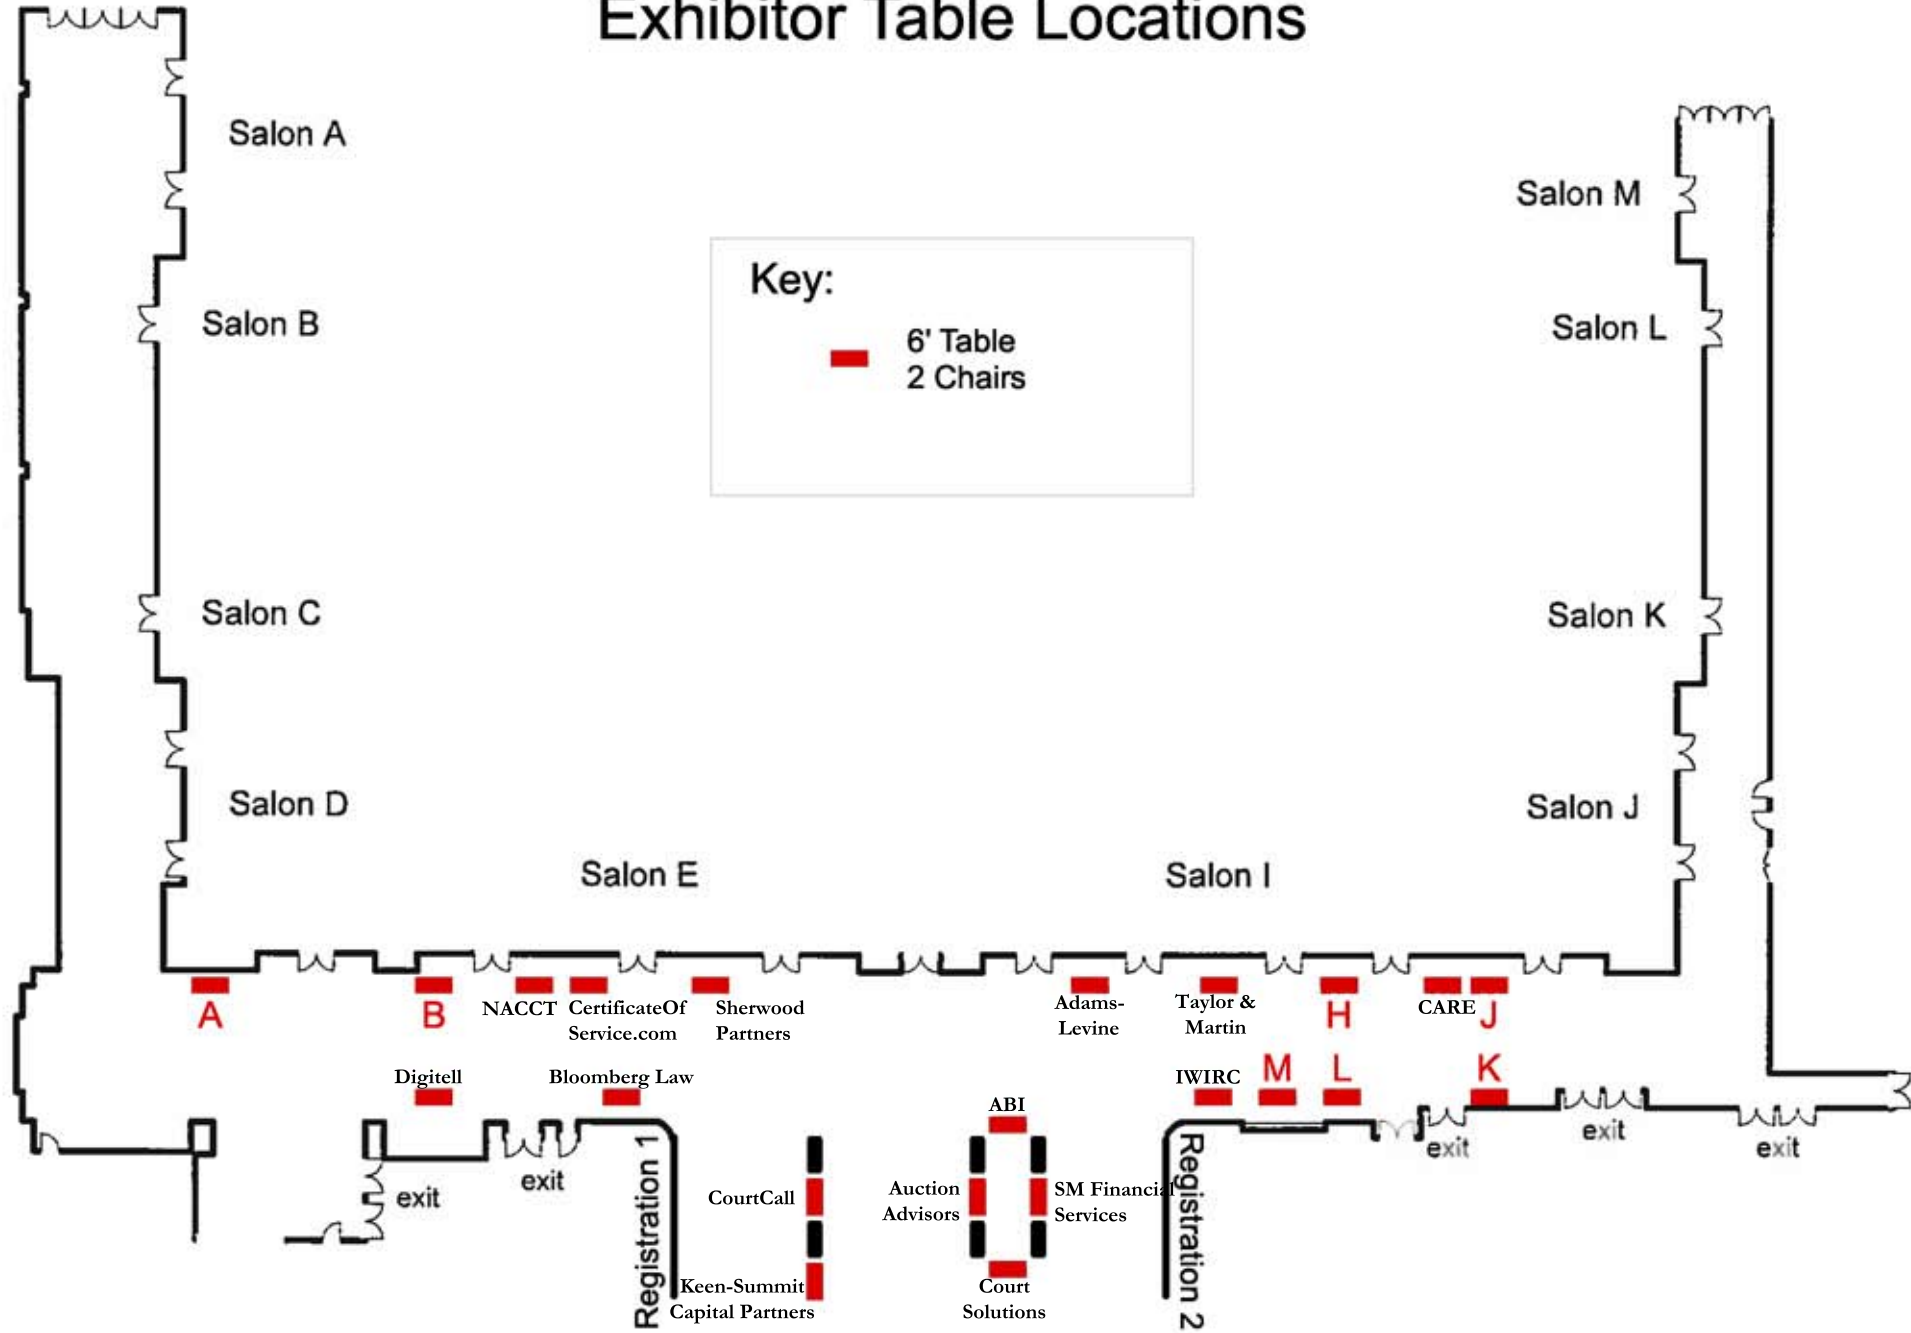 Exhibitor Table Locations
Salon A
Salon M
Key:
6' Table
2 Chairs
Salon B
Salon L
Salon C
Salon K
Salon D
Salon J
Salon E
Salon I
A
B
NACCT
CertificateOf
Service.com
Sherwood
Partners
Adams-
Levine
Taylor &
Martin
H
CARE
J
Digitell
Bloomberg Law
IWIRC
M
L
K
ABI
exit
exit
exit
exit
exit
Registration 1
CourtCall
Auction
Advisors
SM Financial
Services
Registration 2
Keen-Summit
Capital Partners
Court
Solutions